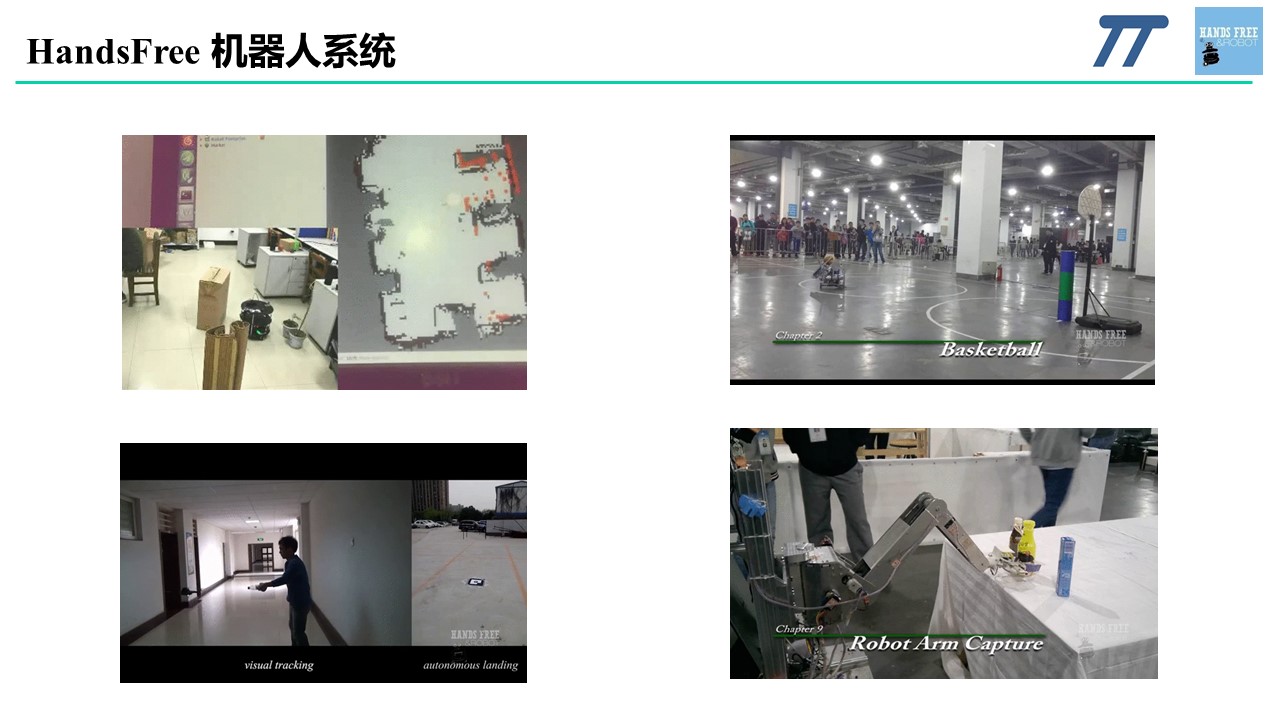 HandsFree 机器人系统
HANDS FREE
&ROBOT
Chapter 2
Basketball
HANDS FREE
&ROBOT
HANDS FREE
visual tracking
autonomous landing
Chapter 9
Robot Arm Capture
HANDS FREE